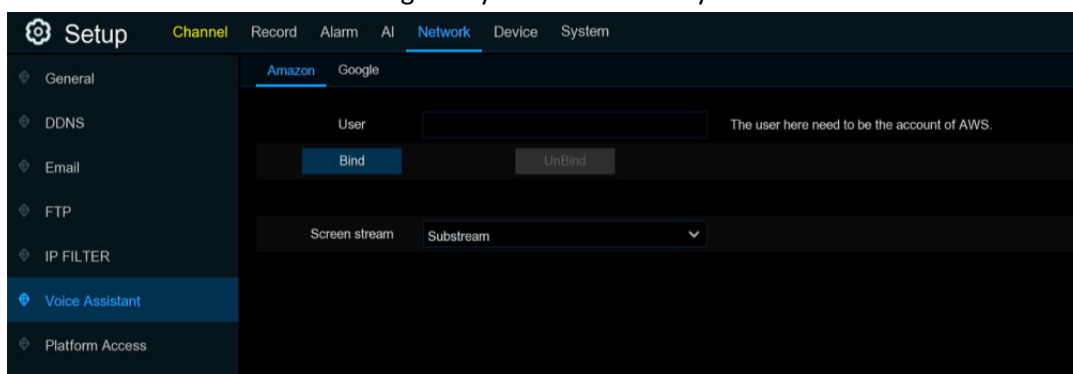 Setup Channel Record Alarm AI Network Device System
General
Amazon Google
DDNS
User The user here need to be the account of AWS.
Email
Bind UnBind
FTP
Screen stream Substream
IP FILTER
Voice Assistant
Platform Access